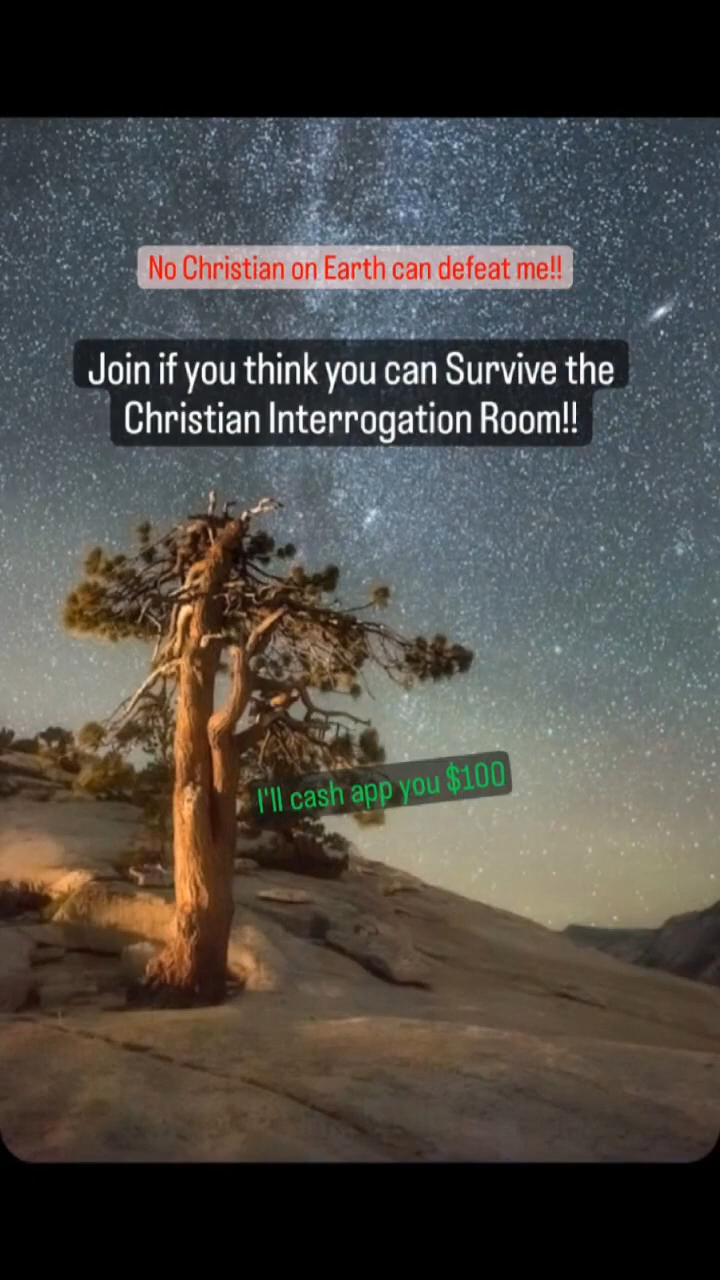 No Christian on Earth can defeat me!!
Join if you think you can Survive the
Christian Interrogation Room!!
I'll cash app you $100